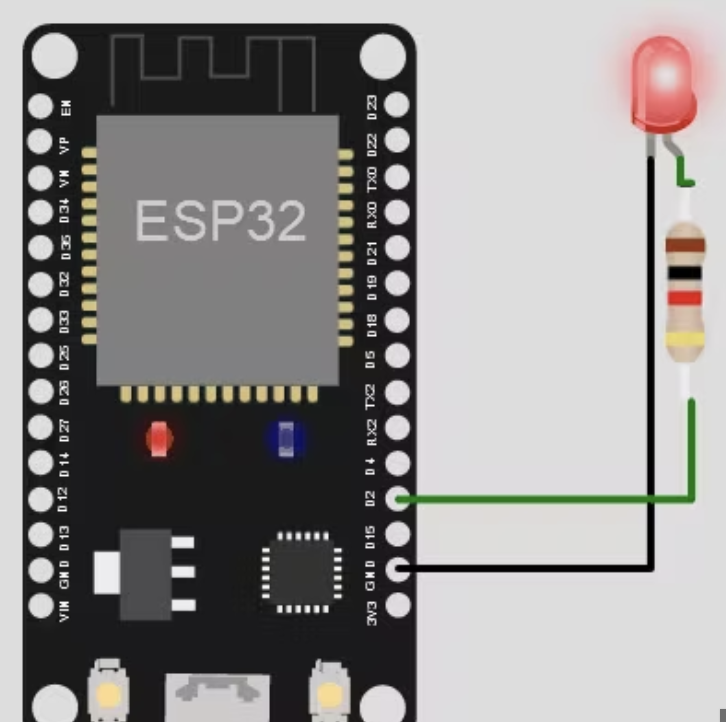 ESP32
EN
VP
VN
D34
D35
D32
D33
D25
D26
D27
D14
D12
D13
GND
VIN
D23
D22
TX0
RX0
D21
D19
D18
D5
TX2
RX2
D4
D2
D15
GND
3V3